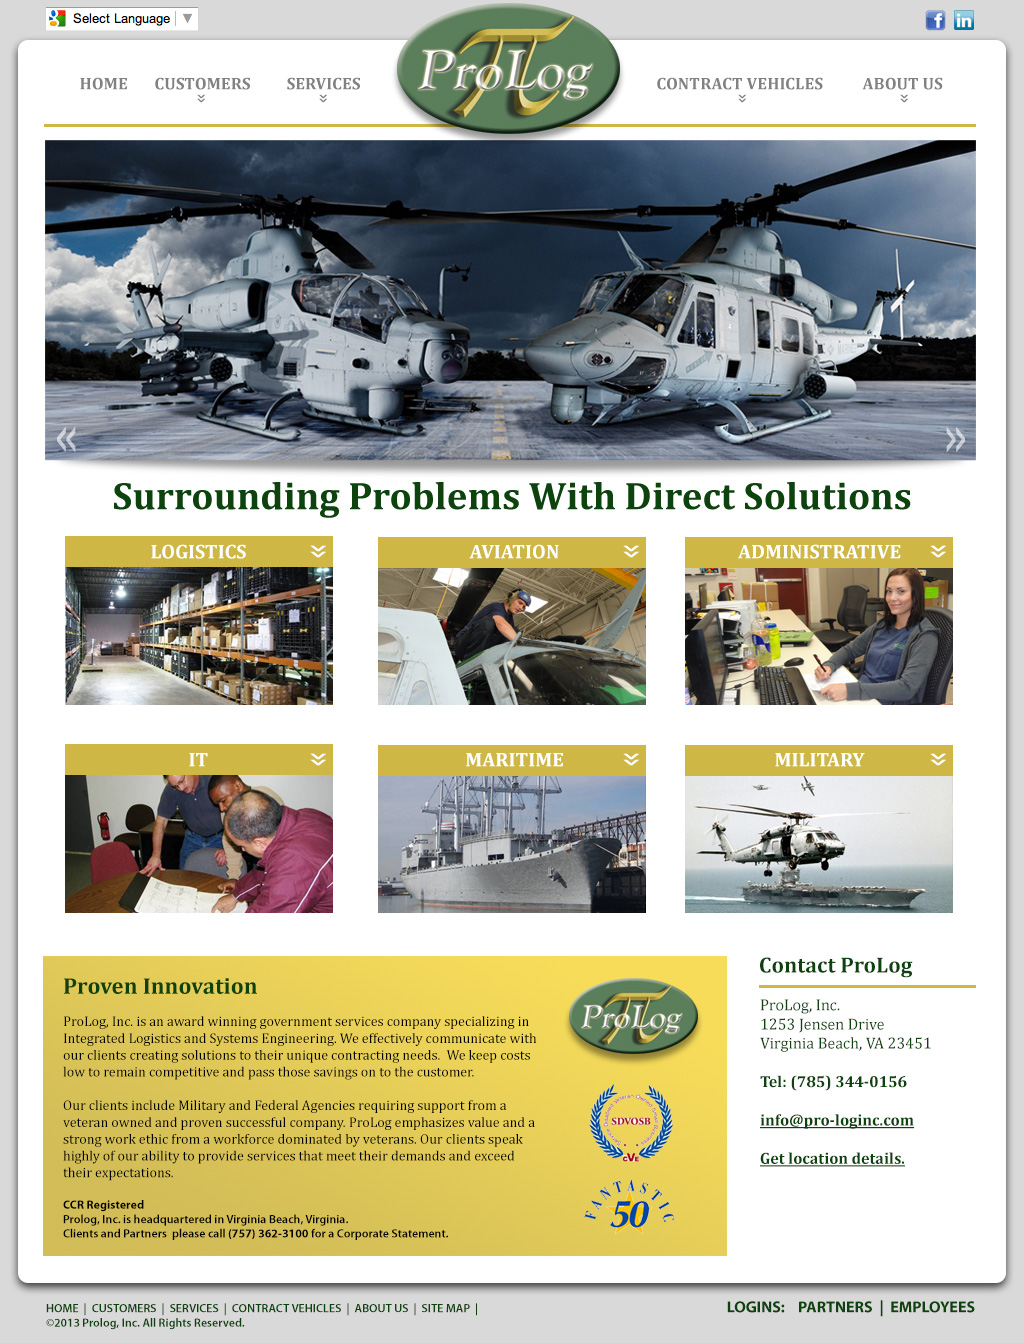 Select Language
HOME
CUSTOMERS
SERVICES
ProLog
CONTRACT VEHICLES
ABOUT US
Surrounding Problems With Direct Solutions
LOGISTICS
AVIATION
ADMINISTRATIVE
IT
MARITIME
MILITARY
Proven Innovation
ProLog, Inc. is an award winning government services company specializing in
Integrated Logistics and Systems Engineering. We effectively communicate with
our clients creating solutions to their unique contracting needs. We keep costs
low to remain competitive and pass those savings on to the customer.
Our clients include Military and Federal Agencies requiring support from a
veteran owned and proven successful company. ProLog emphasizes value and a
strong work ethic from a workforce dominated by veterans. Our clients speak
highly of our ability to provide services that meet their demands and exceed
their expectations.
CCR Registered
Prolog, Inc. is headquartered in Virginia Beach, Virginia.
Clients and Partners please call (757) 362-3100 for a Corporate Statement.
ProLog
SDVOSB
CVE
FANTASTIC
50
Contact ProLog
ProLog, Inc.
1253 Jensen Drive
Virginia Beach, VA 23451
Tel: (785) 344-0156
info@pro-loginc.com
Get location details.
HOME | CUSTOMERS | SERVICES | CONTRACT VEHICLES | ABOUT US | SITE MAP |
©2013 Prolog, Inc. All Rights Reserved.
LOGINS: PARTNERS | EMPLOYEES